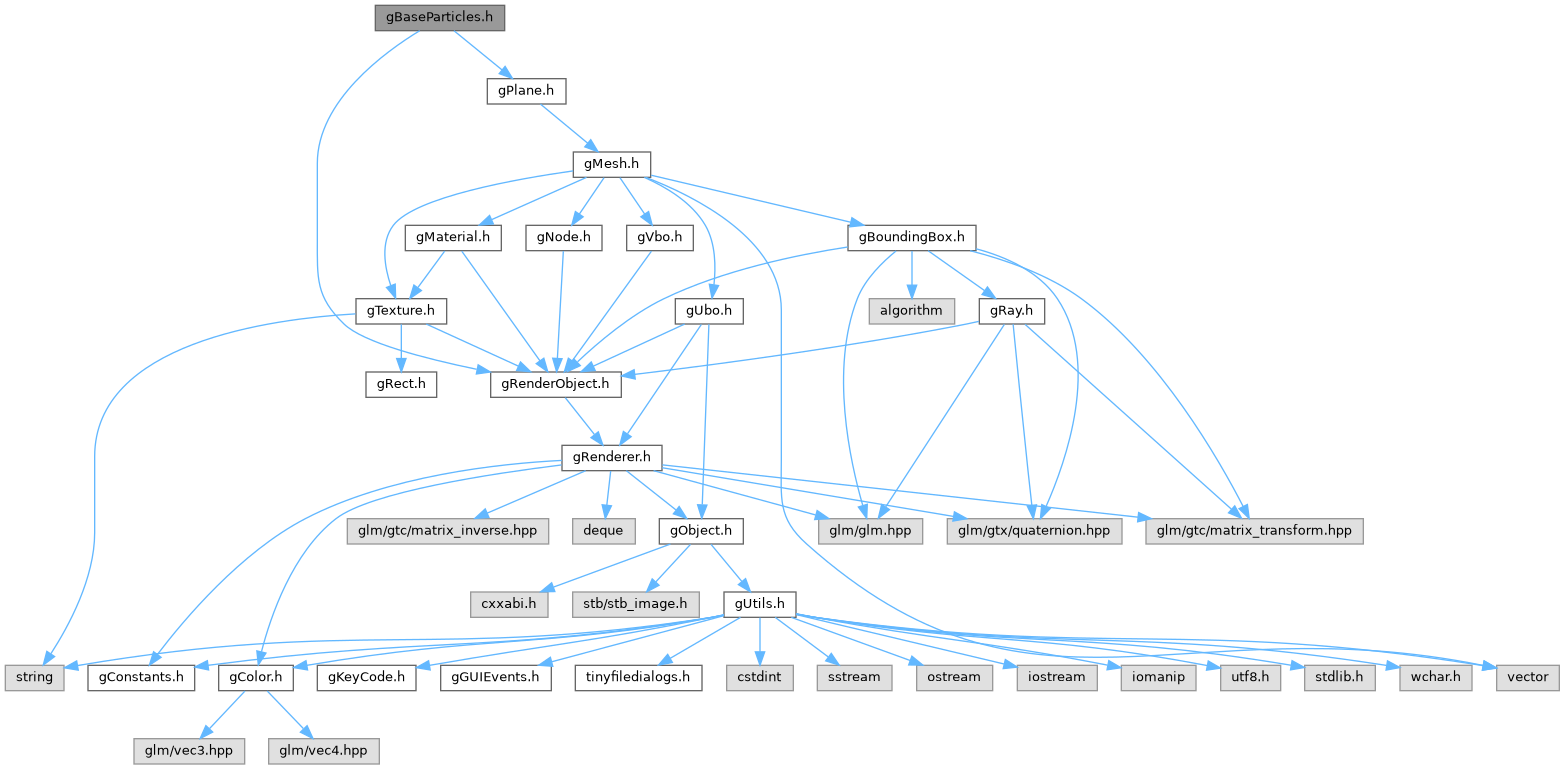 gBaseParticles.h
gPlane.h
gMesh.h
gMaterial.h
gNode.h
gVbo.h
gBoundingBox.h
gTexture.h
gUbo.h
algorithm
gRay.h
gRect.h
gRenderObject.h
gRenderer.h
glm/gtc/matrix_inverse.hpp
deque
gObject.h
glm/glm.hpp
glm/gtx/quaternion.hpp
glm/gtc/matrix_transform.hpp
cxxabi.h
stb/stb_image.h
gUtils.h
string
gConstants.h
gColor.h
gKeyCode.h
gGUIEvents.h
tinyfiledialogs.h
cstdint
sstream
ostream
iostream
iomanip
utf8.h
stdlib.h
wchar.h
vector
glm/vec3.hpp
glm/vec4.hpp